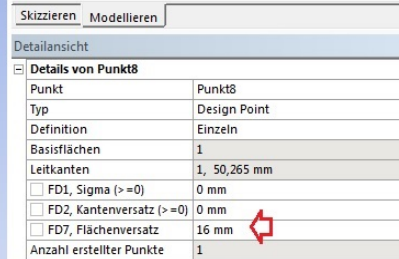 Skizzieren Modellieren
Detailansicht
Details von Punkt8
Punkt Punkt8
Typ Design Point
Definition Einzeln
Basisflächen 1
Leitkanten 1, 50,265 mm
FD1, Sigma (>=0) 0 mm
FD2, Kantenversatz (>=0) 0 mm
FD7, Flächenversatz 16 mm
Anzahl erstellter Punkte 1